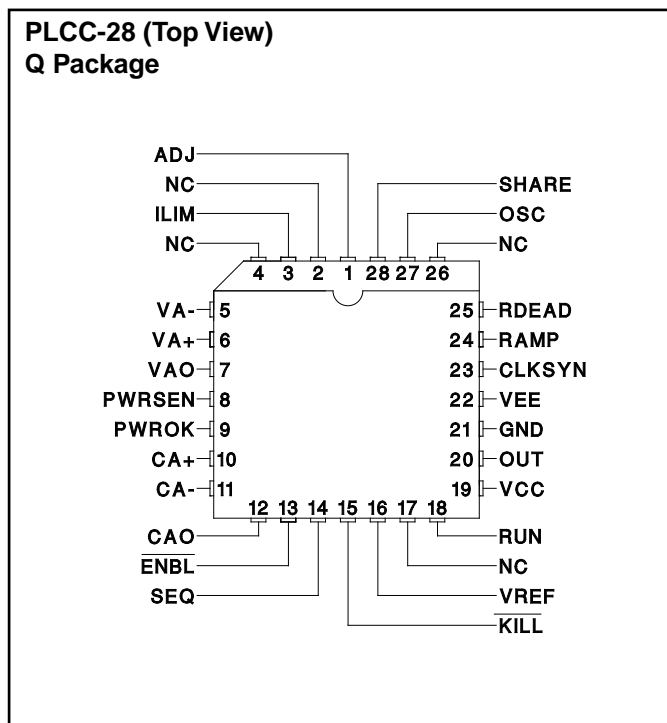 PLCC-28 (Top View)
Q Package
ADJ
NC
ILIM
NC
SHARE
OSC
NC
4 3 2 1 28 27 26
VA- 5
VA+ 6
VAO 7
PWRSEN 8
PWROK 9
CA+ 10
CA- 11
25 RDEAD
24 RAMP
23 CLKSYN
22 VEE
21 GND
20 OUT
19 VCC
12 13 14 15 16 17 18
CAO
ENBL
SEQ
RUN
NC
VREF
KILL